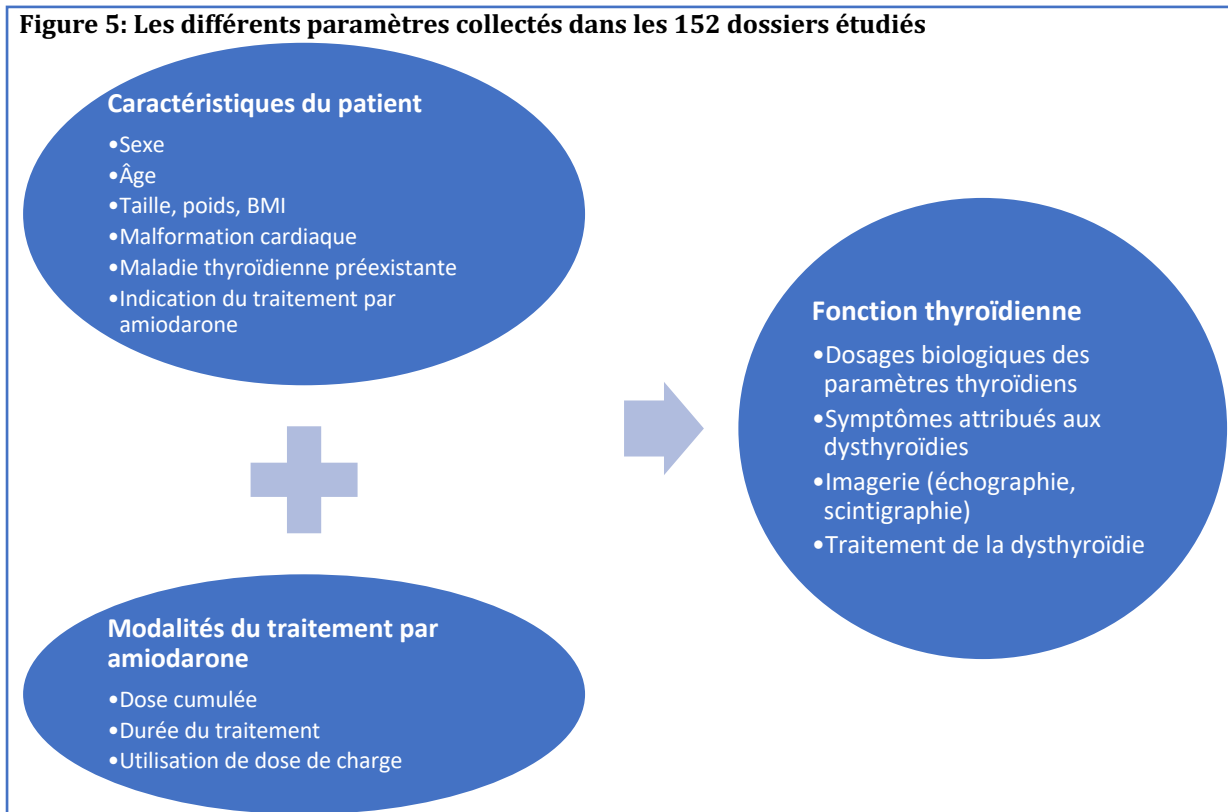 Figure 5: Les différents paramètres collectés dans les 152 dossiers étudiés
Caractéristiques du patient
•Sexe
•Âge
•Taille, poids, BMI
•Malformation cardiaque
•Maladie thyroïdienne préexistante
•Indication du traitement par
amiodarone
Modalités du traitement par
amiodarone
•Dose cumulée
•Durée du traitement
•Utilisation de dose de charge
Fonction thyroïdienne
•Dosages biologiques des
paramètres thyroïdiens
•Symptômes attribués aux
dysthyroïdies
•Imagerie (échographie,
scintigraphie)
•Traitement de la dysthyroïdie